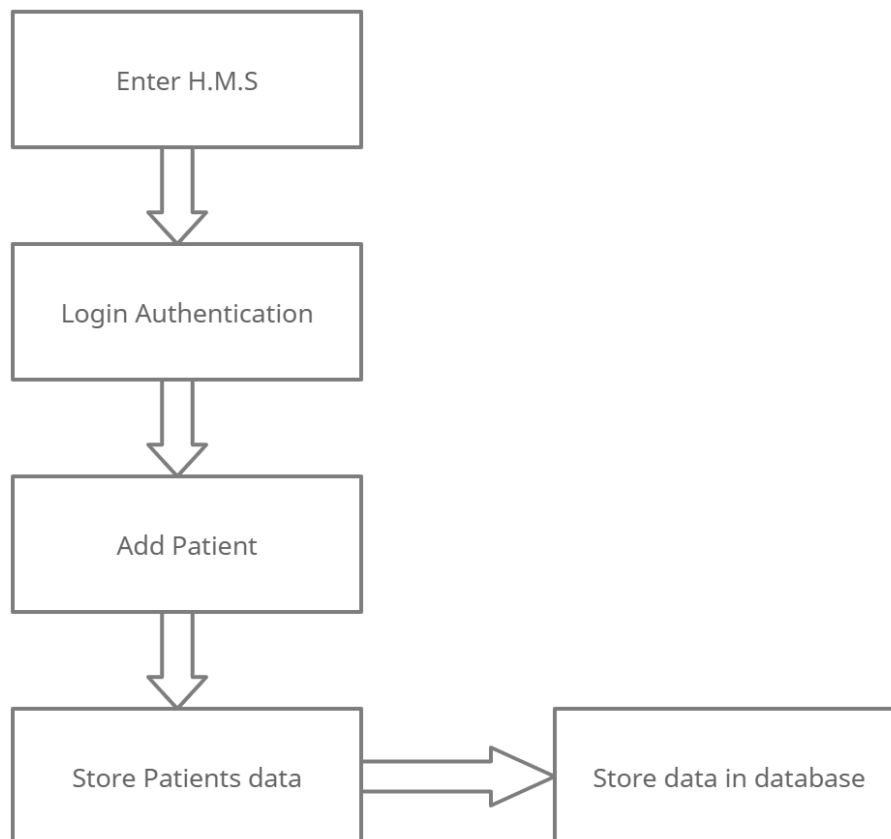 Enter H.M.S
Login Authentication
Add Patient
Store Patients data
Store data in database